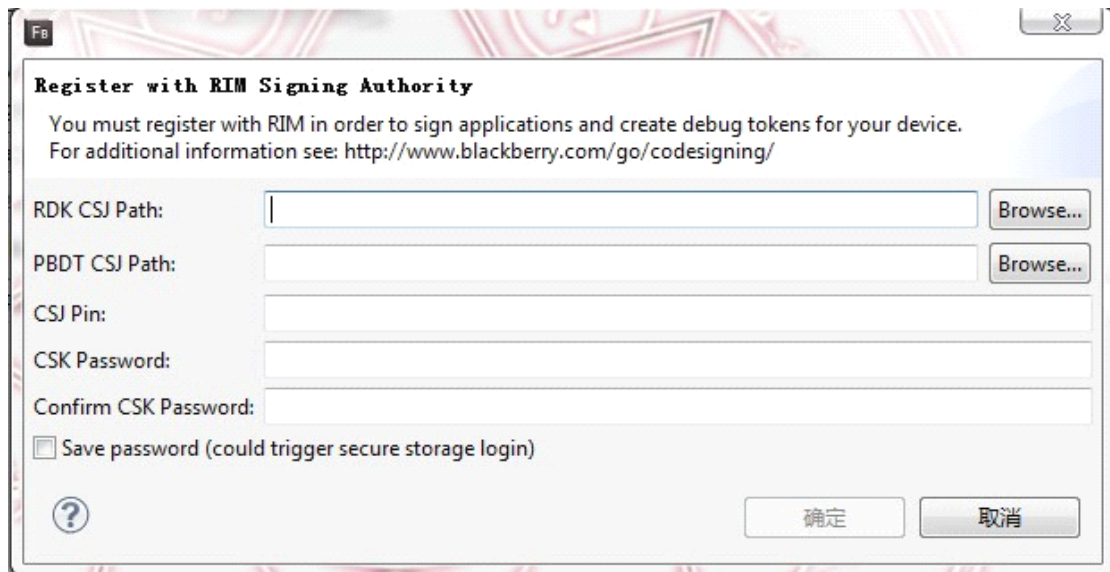 FB
Register with RIM Signing Authority
You must register with RIM in order to sign applications and create debug tokens for your device.
For additional information see: http://www.blackberry.com/go/codesigning/
RDK CSJ Path: Browse...
PBDT CSJ Path: Browse...
CSJ Pin:
CSK Password:
Confirm CSK Password:
Save password (could trigger secure storage login)
? 确定 取消